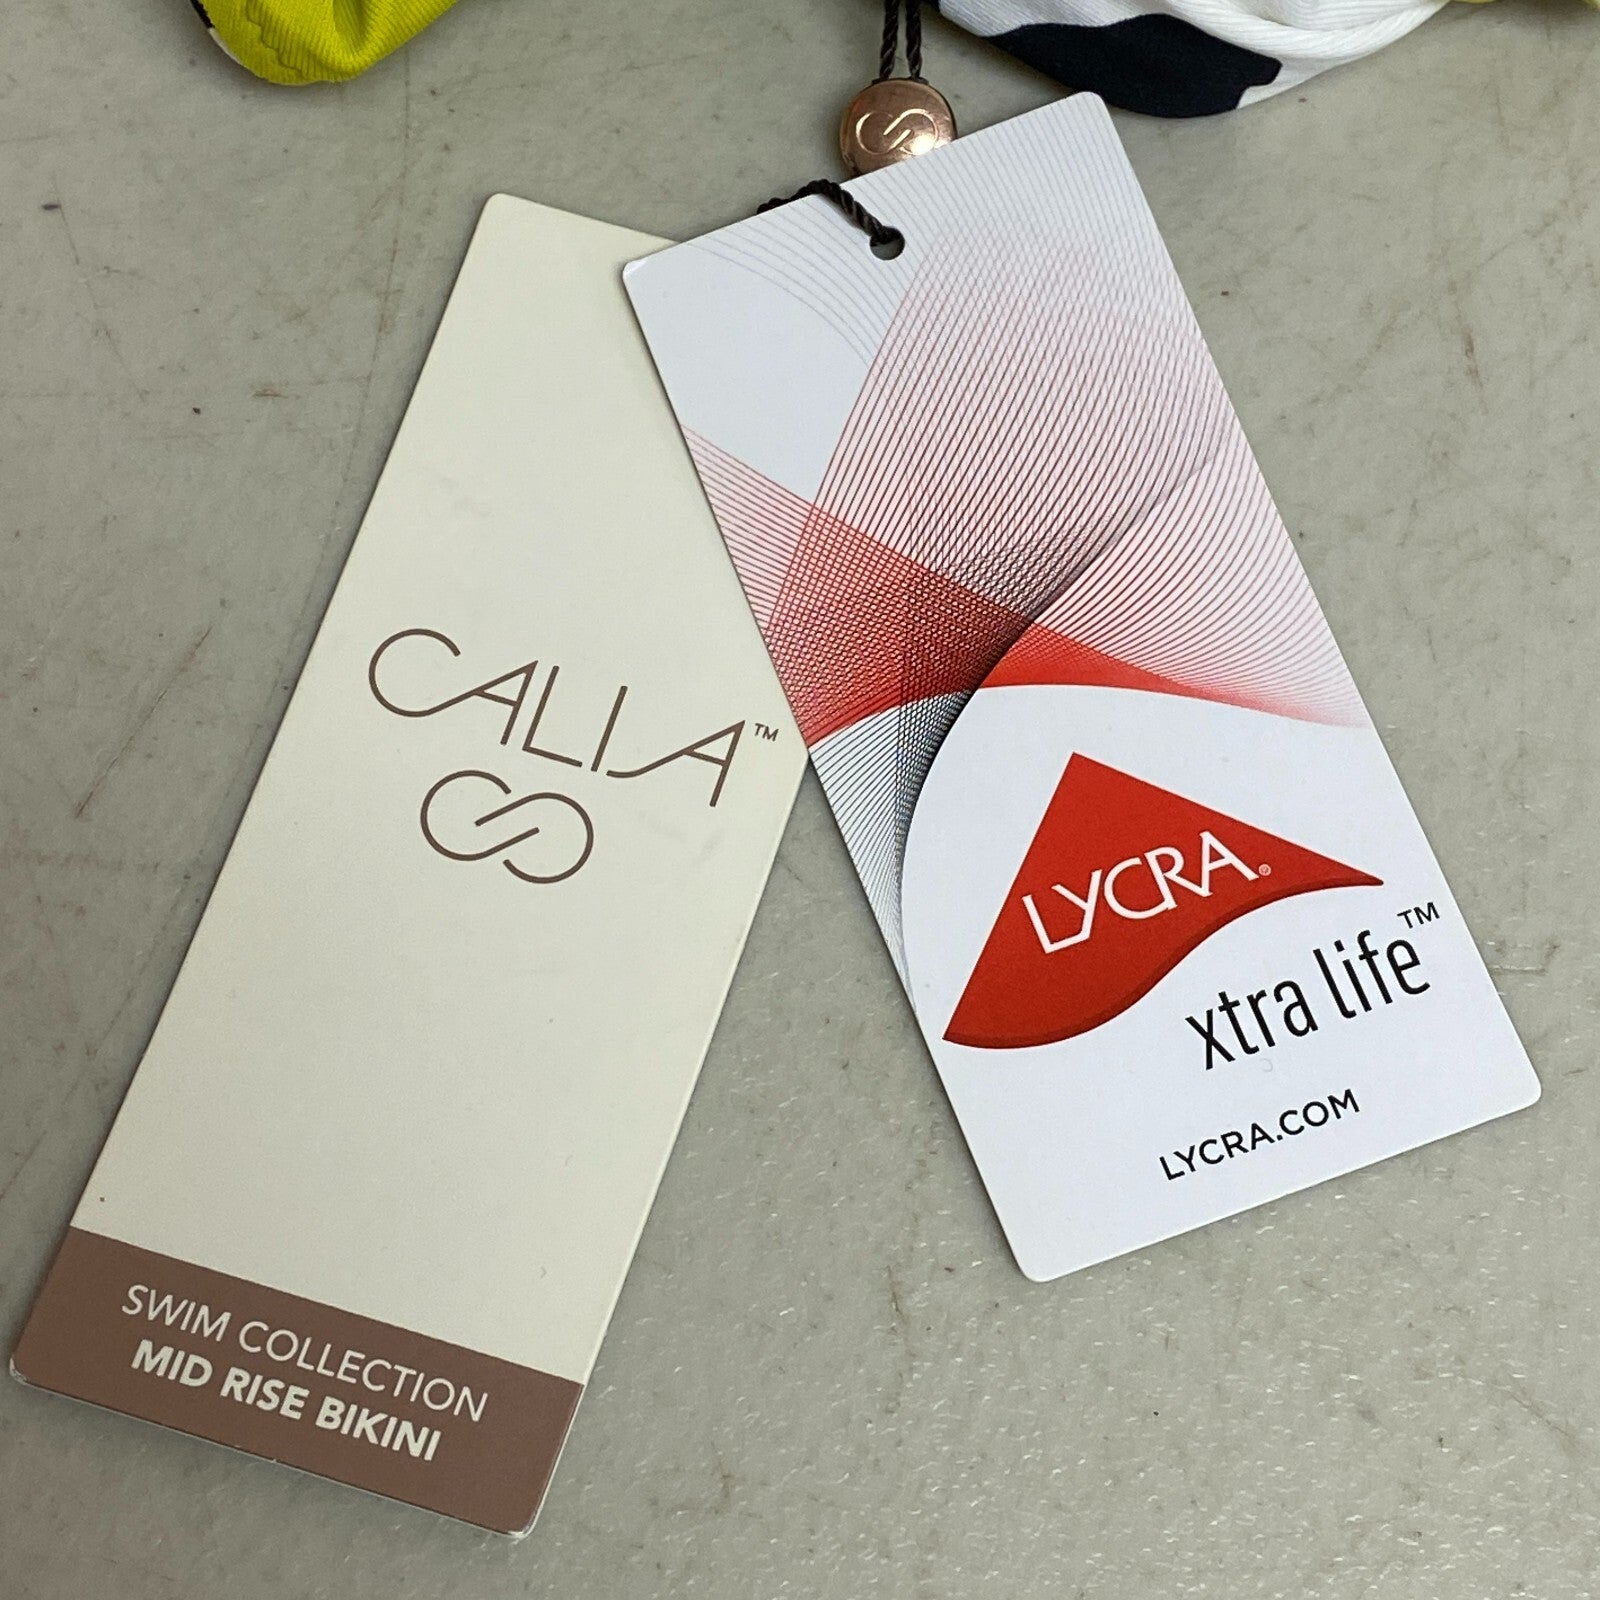 CALIA™
SWIM COLLECTION
MID RISE BIKINI
LYCRA®
xtra life™
LYCRA.COM